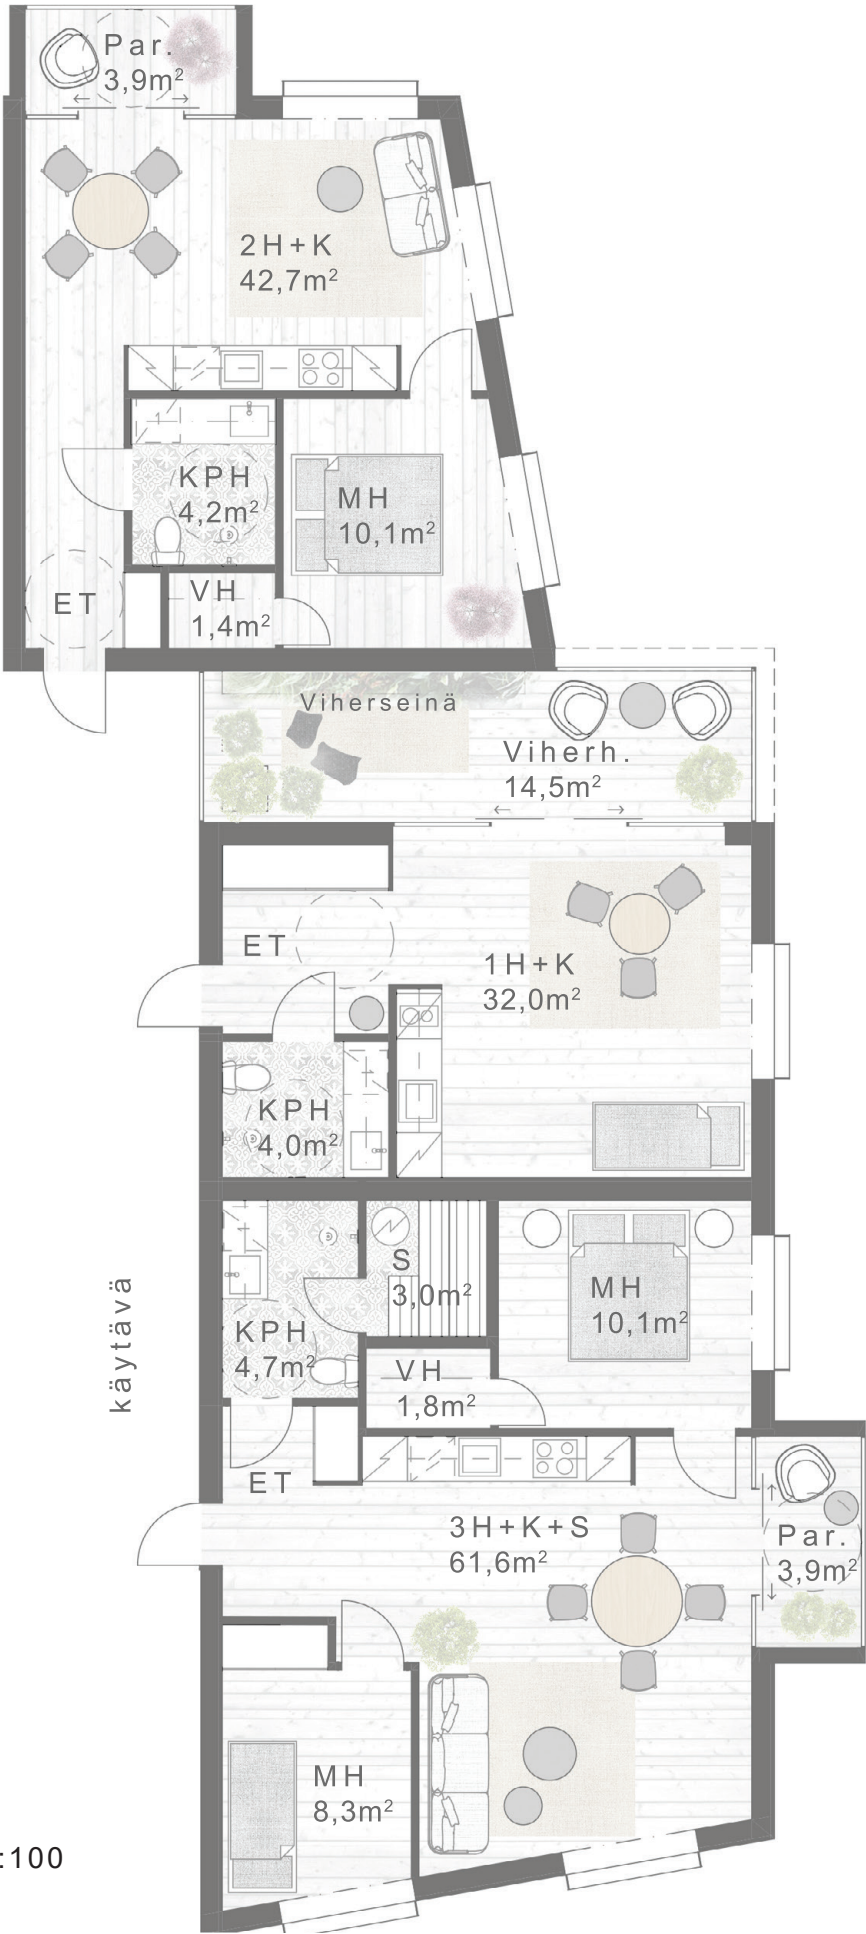 Par.
3,9m²
2H+K
42,7m²
KPH
4,2m²
MH
10,1m²
ET
VH
1,4m²
Viherseinä
Viherh.
14,5m²
ET
1H+K
32,0m²
KPH
4,0m²
S
3,0m²
MH
10,1m²
käytävä
KPH
4,7m²
VH
1,8m²
ET
3H+K+S
61,6m²
Par.
3,9m²
MH
8,3m²
:100